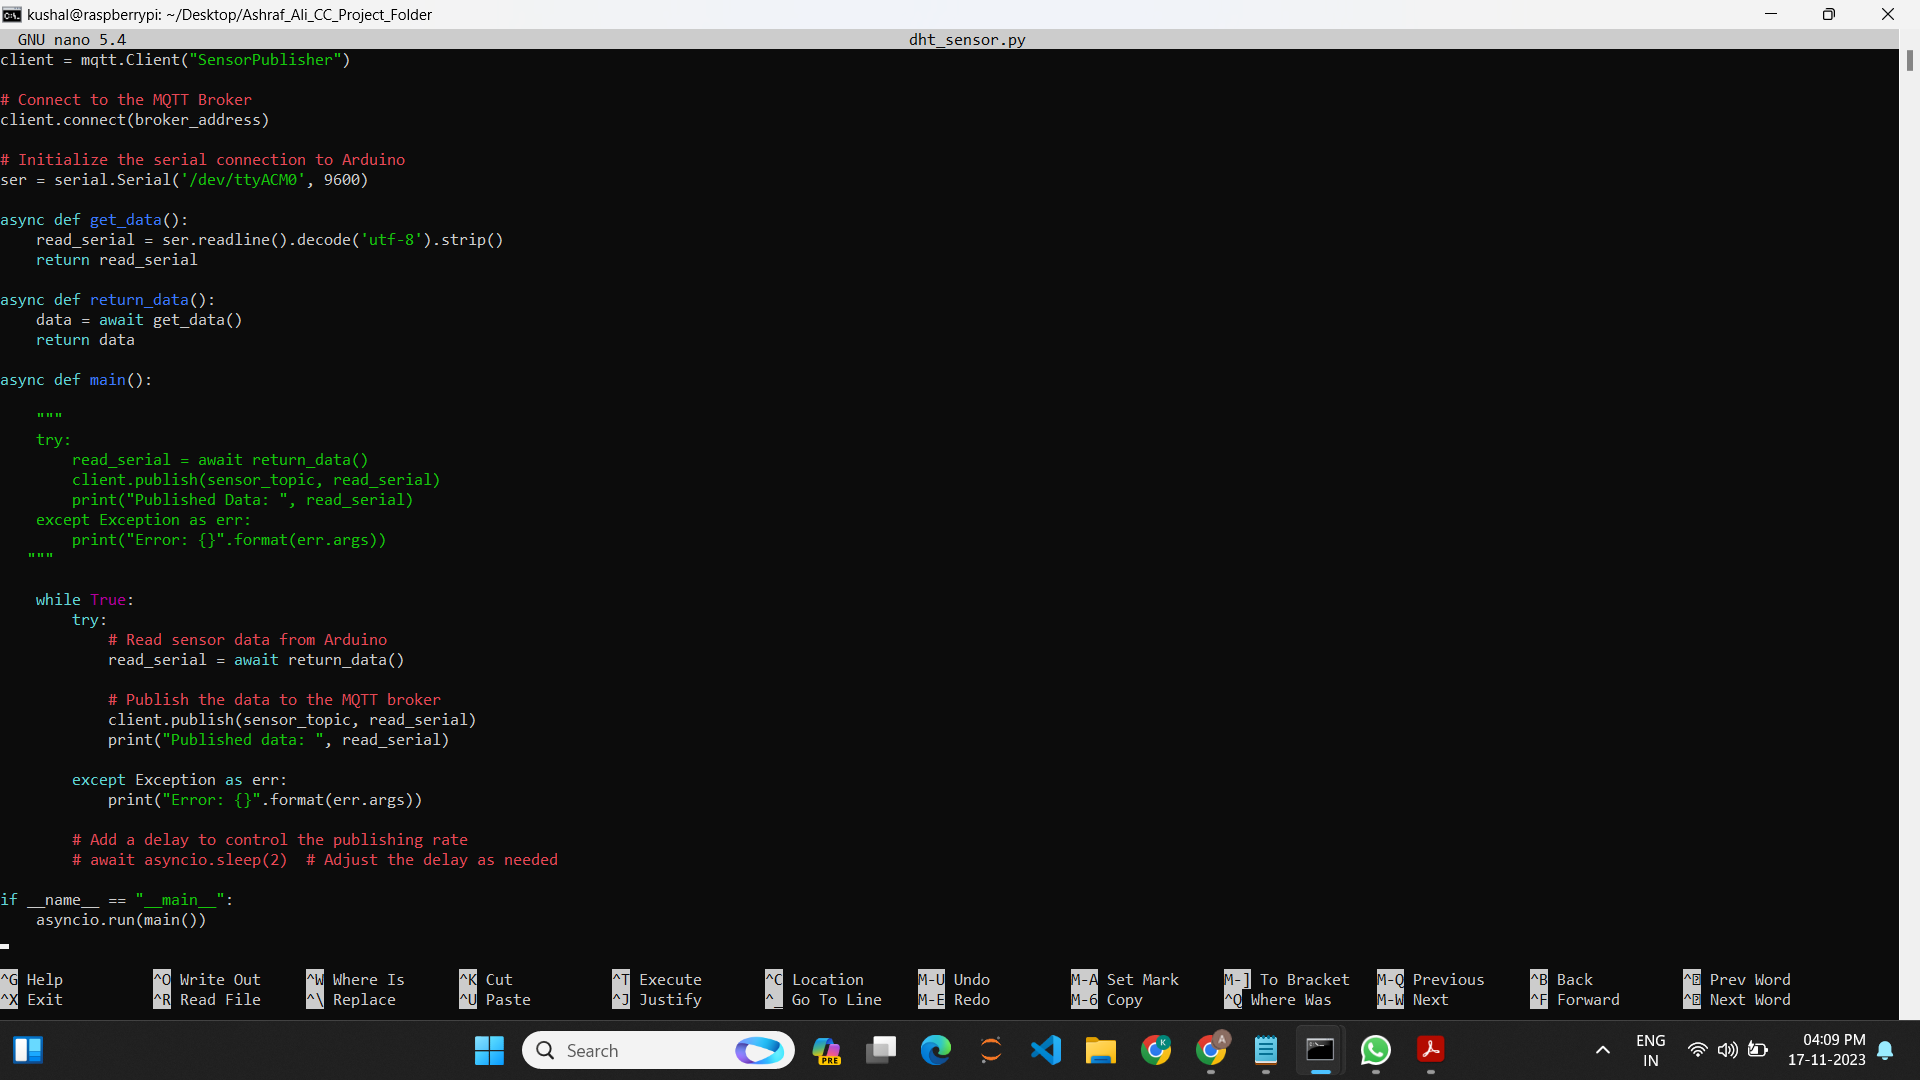 kushal@raspberrypi: ~/Desktop/Ashraf_Ali_CC_Project_Folder
GNU nano 5.4 dht_sensor.py
client = mqtt.Client("SensorPublisher")
# Connect to the MQTT Broker
client.connect(broker_address)
# Initialize the serial connection to Arduino
ser = serial.Serial('/dev/ttyACM0', 9600)
async def get_data():
    read_serial = ser.readline().decode('utf-8').strip()
    return read_serial
async def return_data():
    data = await get_data()
    return data
async def main():
    """
    try:
        read_serial = await return_data()
        client.publish(sensor_topic, read_serial)
        print("Published Data: ", read_serial)
    except Exception as err:
        print("Error: {}".format(err.args))
   """
    while True:
        try:
            # Read sensor data from Arduino
            read_serial = await return_data()
            # Publish the data to the MQTT broker
            client.publish(sensor_topic, read_serial)
            print("Published data: ", read_serial)
        except Exception as err:
            print("Error: {}".format(err.args))
        # Add a delay to control the publishing rate
        # await asyncio.sleep(2)  # Adjust the delay as needed
if __name__ == "__main__":
    asyncio.run(main())
^G Help ^O Write Out ^W Where Is ^K Cut ^T Execute ^C Location M-U Undo M-A Set Mark M-] To Bracket M-Q Previous ^B Back ^ Prev Word
^X Exit ^R Read File ^\ Replace ^U Paste ^J Justify ^_ Go To Line M-E Redo M-6 Copy ^Q Where Was M-W Next ^F Forward ^ Next Word
Search
PRE
K
A
ENG
IN
04:09 PM
17-11-2023